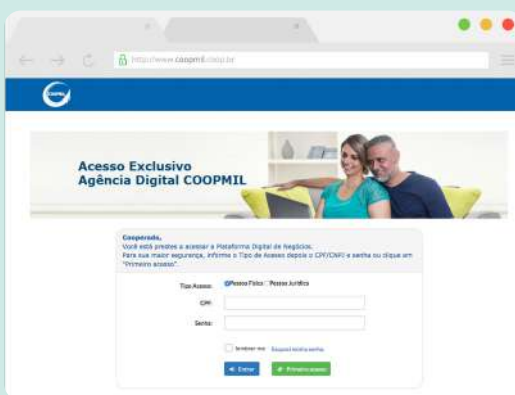 http://www.coopmil.coop.br
COOPMIL
Acesso Exclusivo
Agência Digital COOPMIL
Cooperado,
Você está prestes a acessar a Plataforma Digital de Negócios.
Para sua maior segurança, informe o Tipo de Acesso depois o CPF/CNPJ e senha ou clique em
"Primeiro acesso".
Tipo Acesso: Pessoa Física Pessoa Jurídica
CPF:
Senha:
lembrar-me Esqueci minha senha
Entrar Primeiro acesso